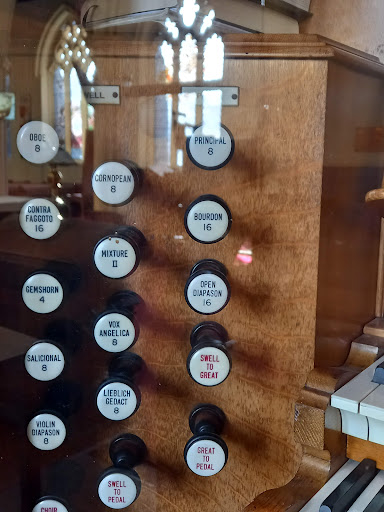 WELL
OBOE
8
CORNOPEAN
8
PRINCIPAL
8
CONTRA
FAGGOTO
16
BOURDON
16
MIXTURE
II
GEMSHORN
4
OPEN
DIAPASON
16
VOX
ANGELICA
8
SALICIONAL
8
SWELL
TO
GREAT
LIEBLICH
GEDACT
8
VIOLIN
DIAPASON
8
GREAT
TO
PEDAL
SWELL
TO
PEDAL
CHOIR